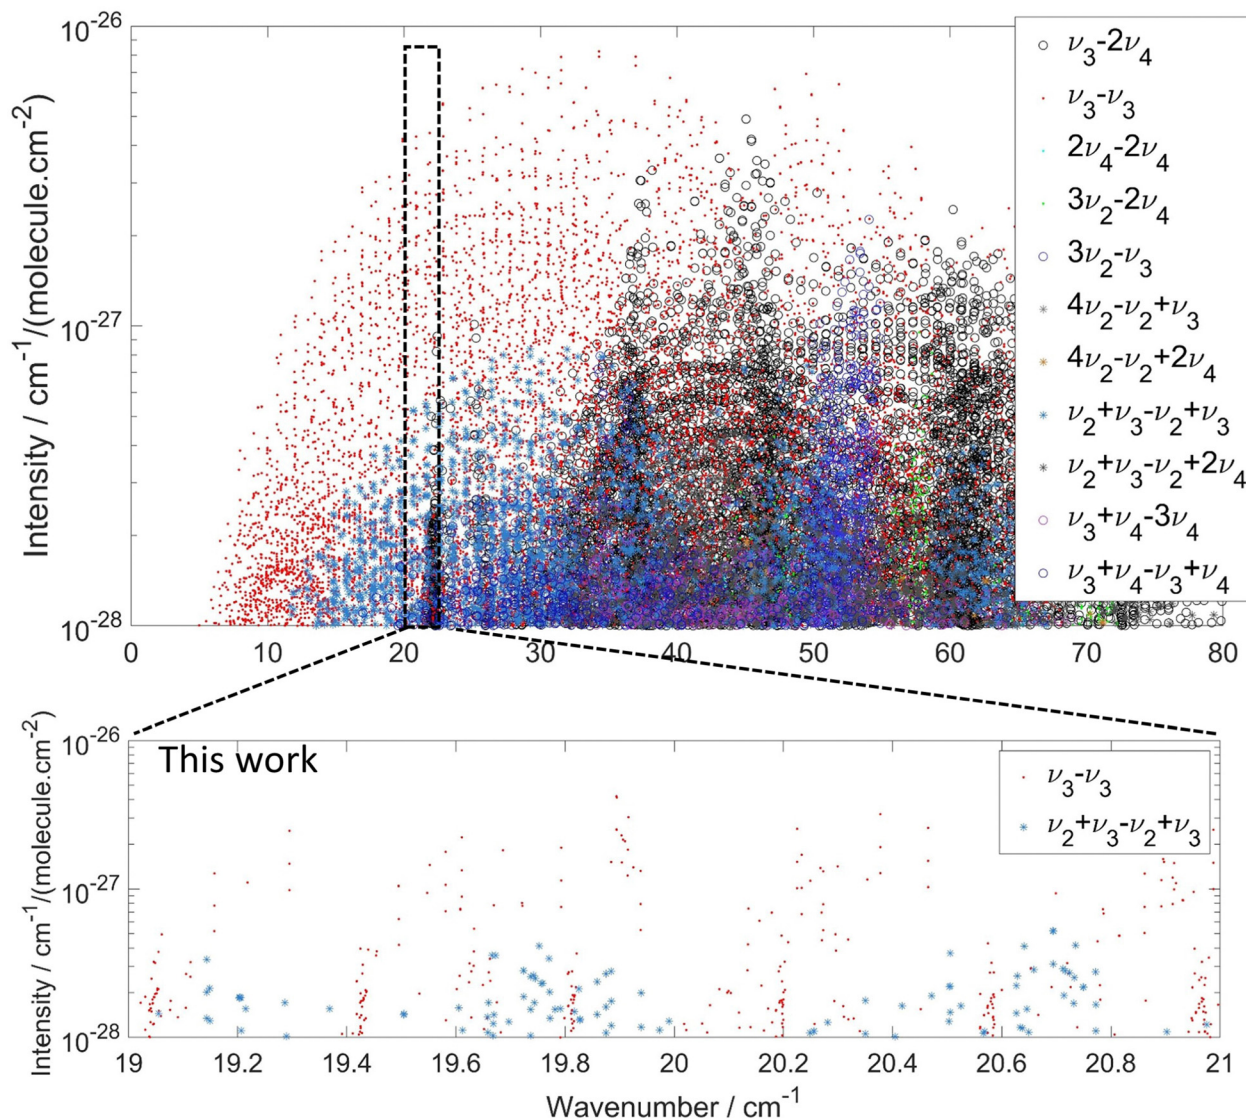 10-26
10-27
10-28
Intensity / cm-1/(molecule.cm-2)
0 10 20 30 40 50 60 70 80
ν3-2ν4
ν3-ν3
2ν4-2ν4
3ν2-2ν4
3ν2-ν3
4ν2-ν2+ν3
4ν2-ν2+2ν4
ν2+ν3-ν2+ν3
ν2+ν3-ν2+2ν4
ν3+ν4-3ν4
ν3+ν4-ν3+ν4
This work
10-26
10-27
10-28
Intensity / cm-1/(molecule.cm-2)
ν3-ν3
ν2+ν3-ν2+ν3
19 19.2 19.4 19.6 19.8 20 20.2 20.4 20.6 20.8 21
Wavenumber / cm-1